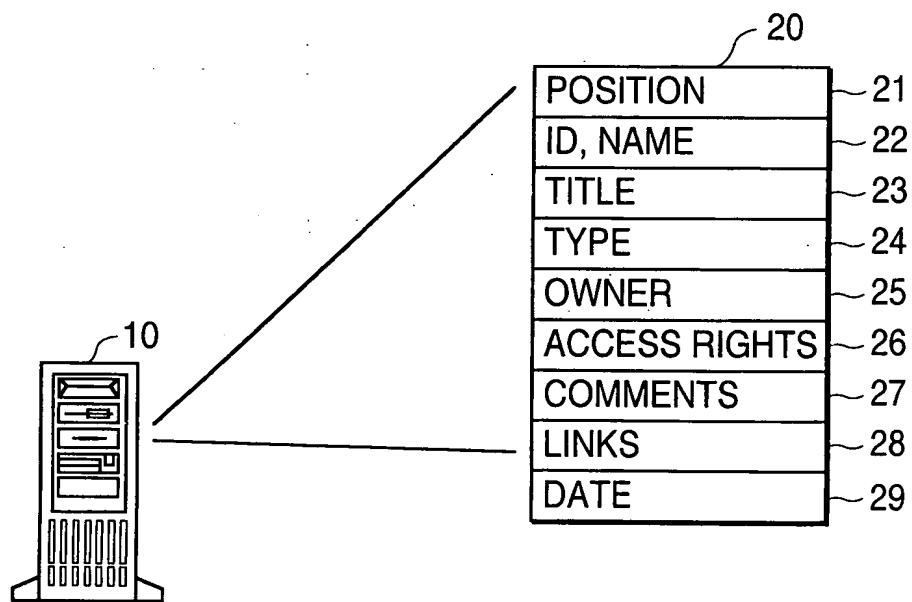 20
POSITION 21
ID, NAME 22
TITLE 23
TYPE 24
OWNER 25
10
ACCESS RIGHTS 26
COMMENTS 27
LINKS 28
DATE 29